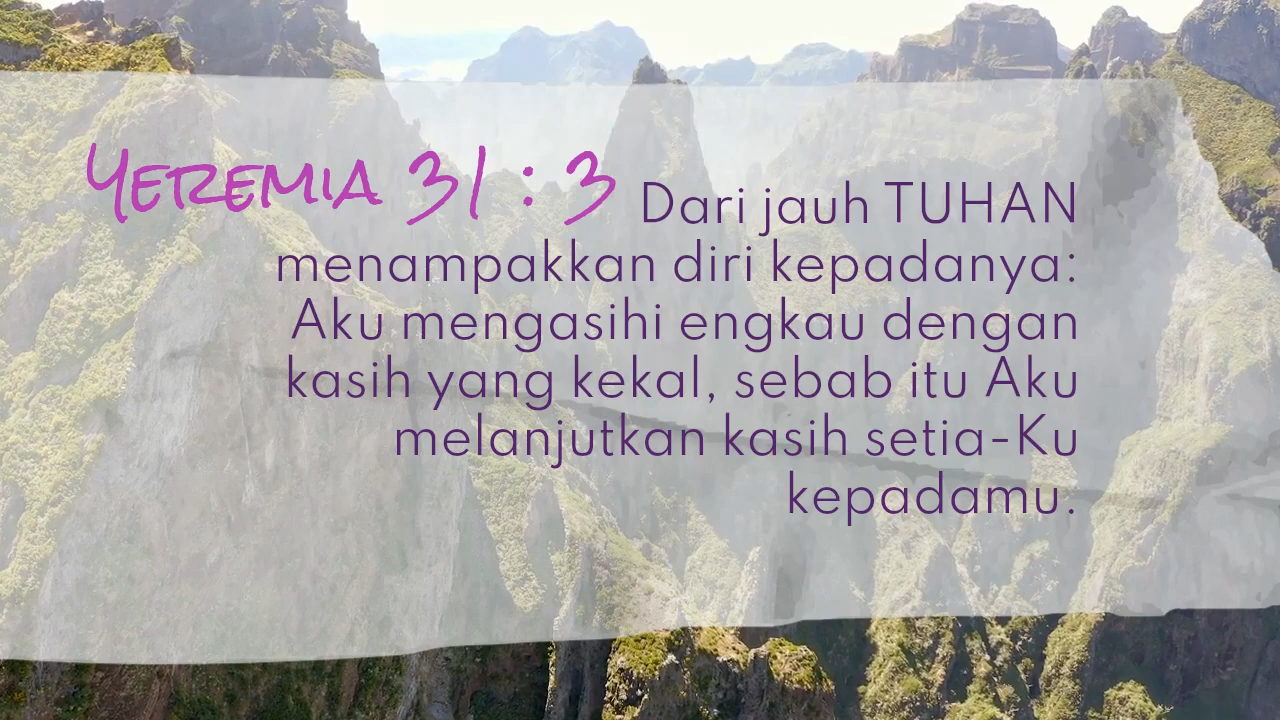 Yeremia 31 : 3 Dari jauh TUHAN
menampakkan diri kepadanya:
Aku mengasihi engkau dengan
kasih yang kekal, sebab itu Aku
melanjutkan kasih setia-Ku
kepadamu.